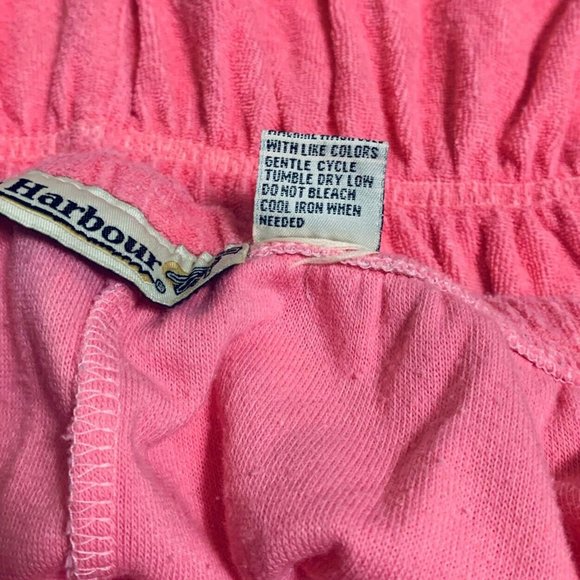 Harbour
WITH LIKE COLORS
GENTLE CYCLE
TUMBLE DRY LOW
DO NOT BLEACH
COOL IRON WHEN
NEEDED